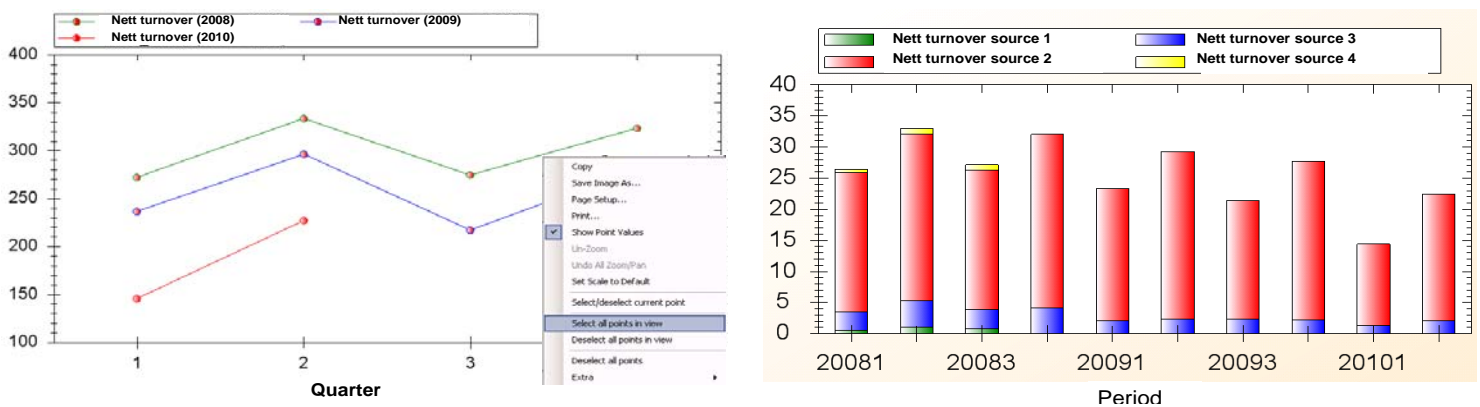 Nett turnover (2008) Nett turnover (2009)
Nett turnover (2010)
400
350
300
250
200
150
100
1 2 3
Quarter
Copy
Save Image As...
Page Setup...
Print...
Show Point Values
Un-Zoom
Undo All Zoom/Pan
Set Scale to Default
Select/deselect current point
Select all points in view
Deselect all points in view
Deselect all points
Extra
Nett turnover source 1 Nett turnover source 3
Nett turnover source 2 Nett turnover source 4
40
35
30
25
20
15
10
5
0
20081 20083 20091 20093 20101
Period